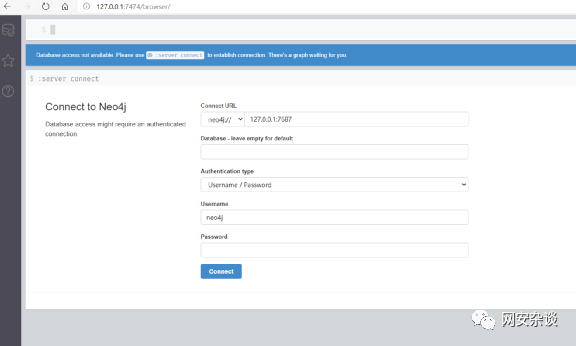 127.0.0.1:7474/browser/
$
Database access not available. Please use :server connect to establish connection. There's a graph waiting for you.
$ :server connect
Connect to Neo4j
Database access might require an authenticated
connection
Connect URL
neo4j:// 127.0.0.1:7687
Database - leave empty for default
Authentication type
Username / Password
Username
neo4j
Password
Connect
网安杂谈